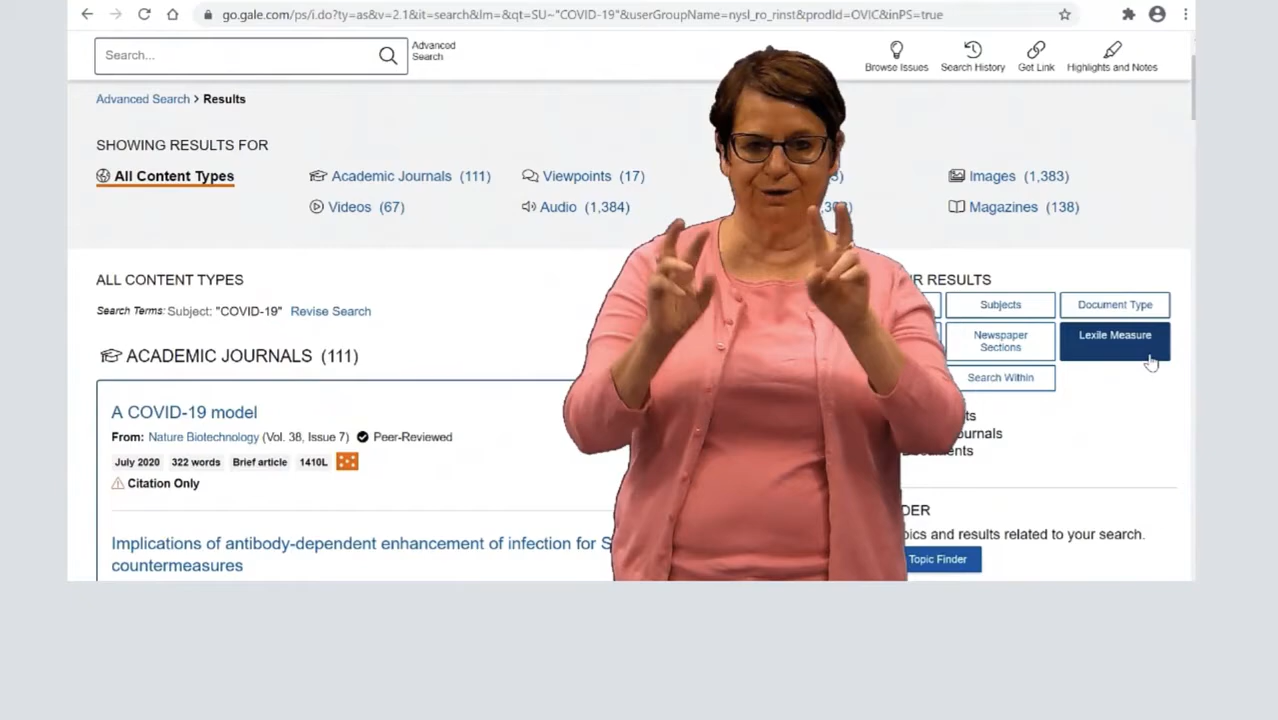 go.gale.com/ps/i.do?ty=as&v=2.1&it=search&lm=&qt=SU~"COVID-19"&userGroupName=nysl_ro_rinst&prodId=OVIC&inPS=true
Search...
Advanced
Search
Browse Issues
Search History
Get Link
Highlights and Notes
Advanced Search > Results
SHOWING RESULTS FOR
All Content Types
Academic Journals (111)
Viewpoints (17)
Images (1,383)
Videos (67)
Audio (1,384)
Magazines (138)
ALL CONTENT TYPES
Search Terms: Subject: "COVID-19" Revise Search
ACADEMIC JOURNALS (111)
A COVID-19 model
From: Nature Biotechnology (Vol. 38, Issue 7) Peer-Reviewed
July 2020 322 words Brief article 1410L
Citation Only
Implications of antibody-dependent enhancement of infection for S
countermeasures
R RESULTS
Subjects
Document Type
Newspaper
Sections
Lexile Measure
Search Within
results related to your search.
Topic Finder